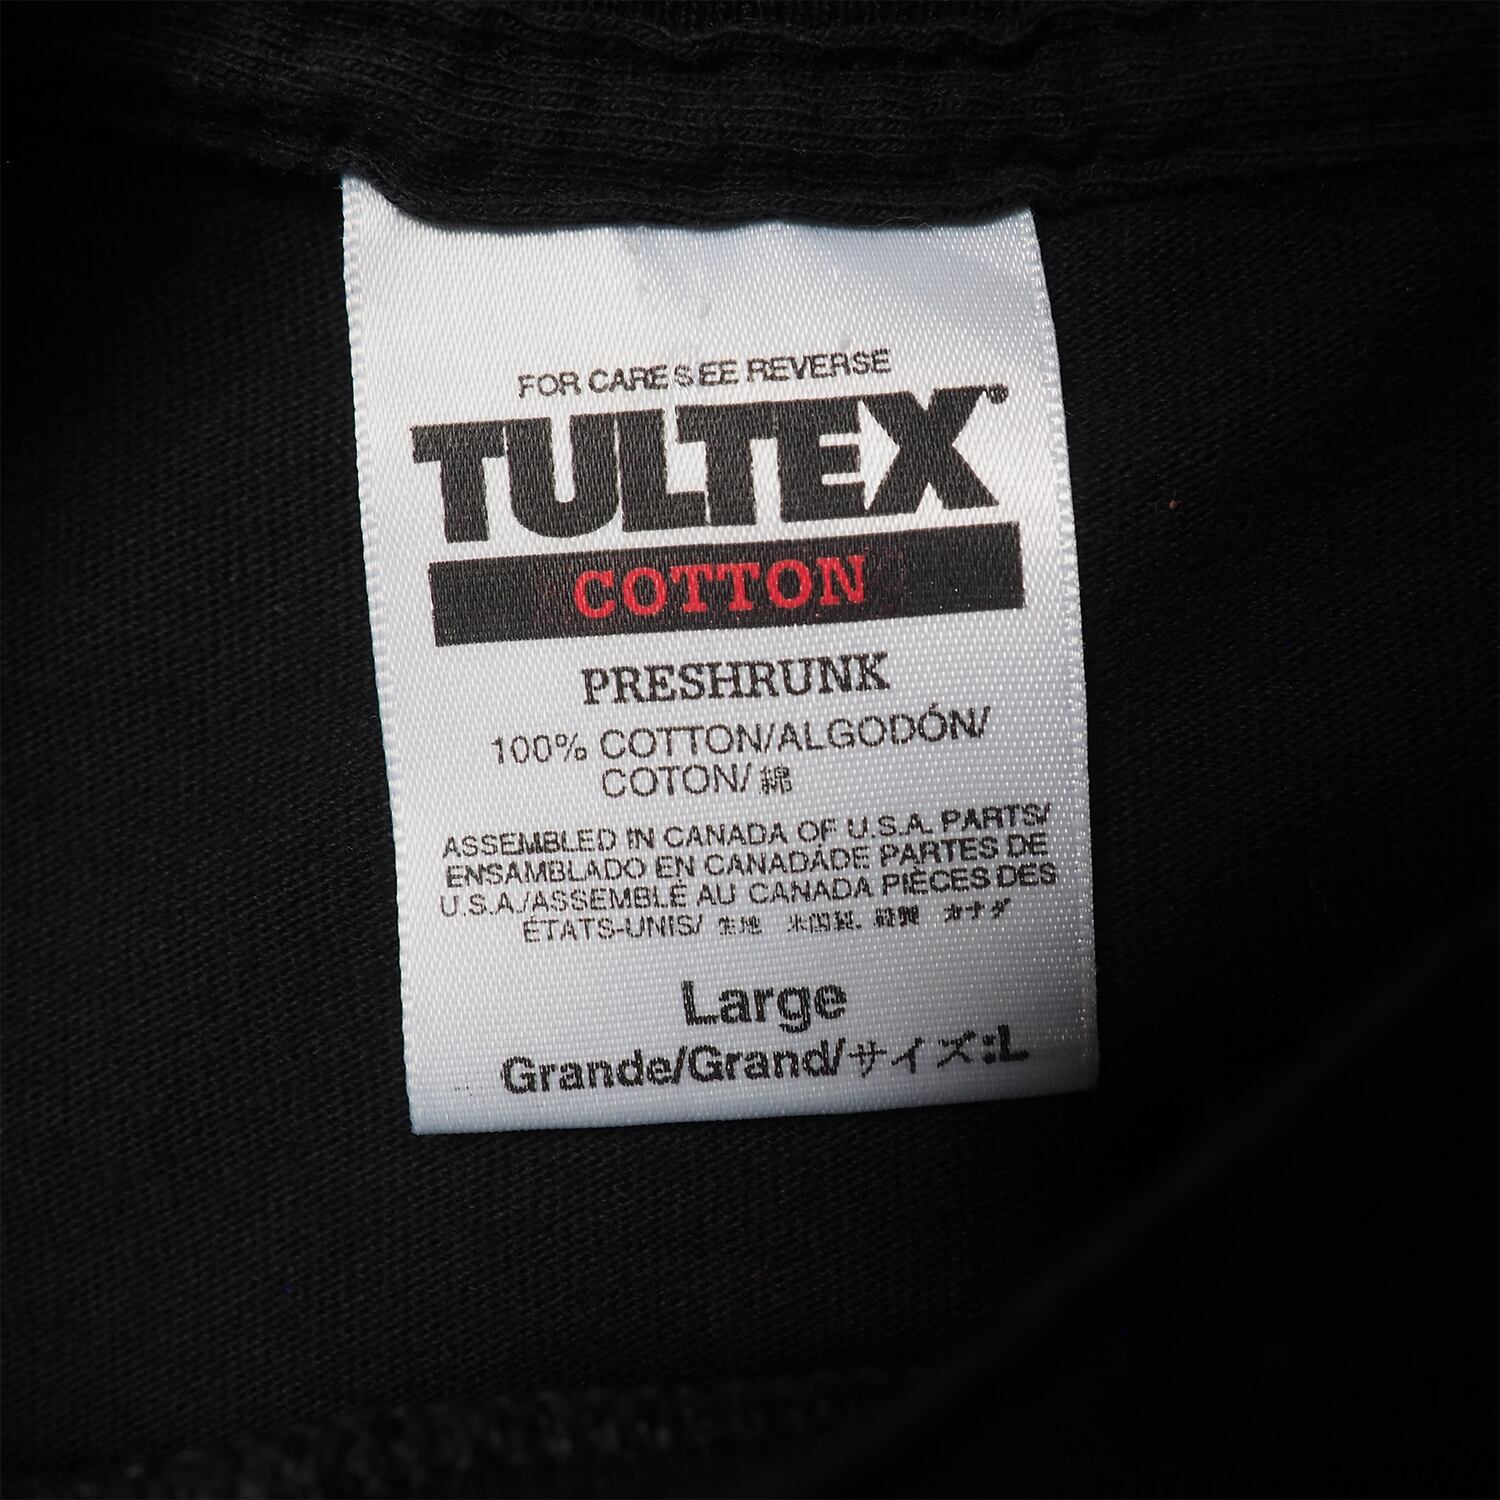 FOR CARE SEE REVERSE
TULTEX
COTTON
PRESHRUNK
100% COTTON/ALGODÓN/
COTON/ 綿
ASSEMBLED IN CANADA OF U.S.A. PARTS/
ENSAMBLADO EN CANADÁDE PARTES DE
U.S.A./ASSEMBLÉ AU CANADA PIÈCES DES
ÉTATS-UNIS/ 生地 米国製. 縫製 カナダ
Large
Grande/Grand/サイズ:L